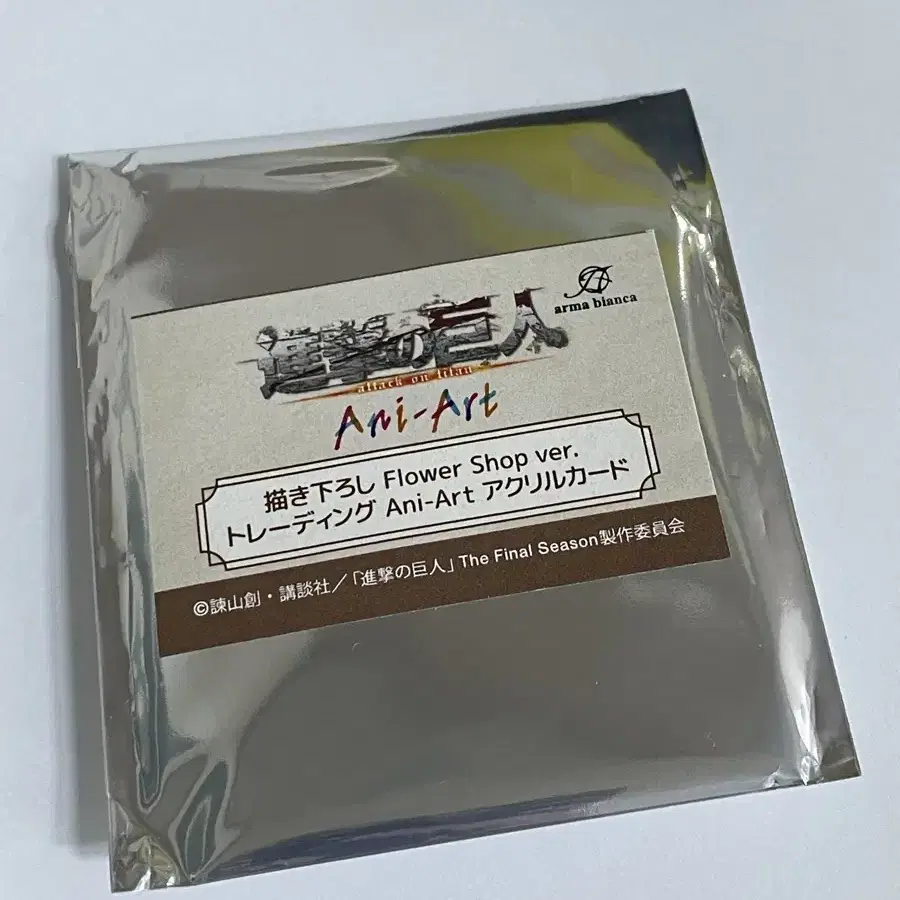 arma bianca
進撃の巨人
attack on titan
Ani-Art
描き下ろし Flower Shop ver.
トレーディング Ani-Art アクリルカード
©諫山創・講談社／「進撃の巨人」The Final Season製作委員会